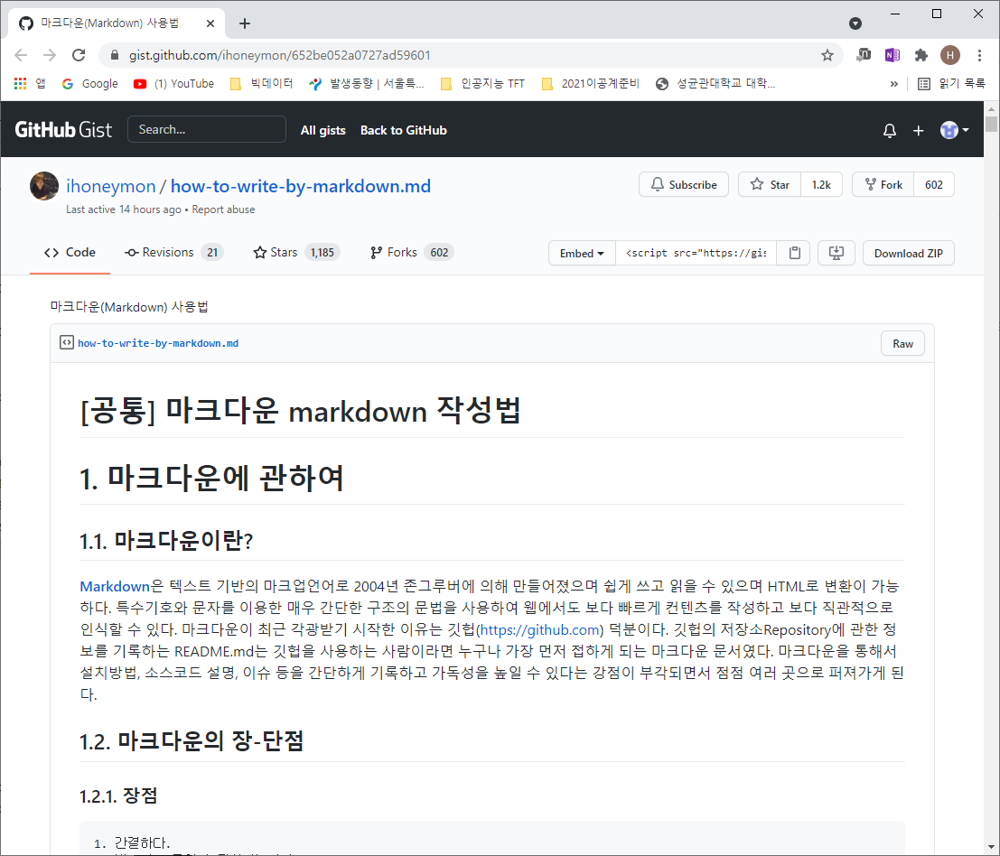 마크다운(Markdown) 사용법
gist.github.com/ihoneymon/652be052a0727ad59601
H
앱 Google (1) YouTube 빅데이터 발생동향 | 서울특... 인공지능 TFT 2021이공계준비 성균관대학교 대학... » 읽기 목록
GitHub Gist Search... All gists Back to GitHub
ihoneymon / how-to-write-by-markdown.md Subscribe Star 1.2k Fork 602
Last active 14 hours ago • Report abuse
Code Revisions 21 Stars 1,185 Forks 602 Embed <script src="https://gis Download ZIP
마크다운(Markdown) 사용법
how-to-write-by-markdown.md Raw
[공통] 마크다운 markdown 작성법
1. 마크다운에 관하여
1.1. 마크다운이란?
Markdown은 텍스트 기반의 마크업언어로 2004년 존그루버에 의해 만들어졌으며 쉽게 쓰고 읽을 수 있으며 HTML로 변환이 가능
하다. 특수기호와 문자를 이용한 매우 간단한 구조의 문법을 사용하여 웹에서도 보다 빠르게 컨텐츠를 작성하고 보다 직관적으로
인식할 수 있다. 마크다운이 최근 각광받기 시작한 이유는 깃헙(https://github.com) 덕분이다. 깃헙의 저장소Repository에 관한 정
보를 기록하는 README.md는 깃헙을 사용하는 사람이라면 누구나 가장 먼저 접하게 되는 마크다운 문서였다. 마크다운을 통해서
설치방법, 소스코드 설명, 이슈 등을 간단하게 기록하고 가독성을 높일 수 있다는 강점이 부각되면서 점점 여러 곳으로 퍼져가게 된
다.
1.2. 마크다운의 장-단점
1.2.1. 장점
1. 간결하다.